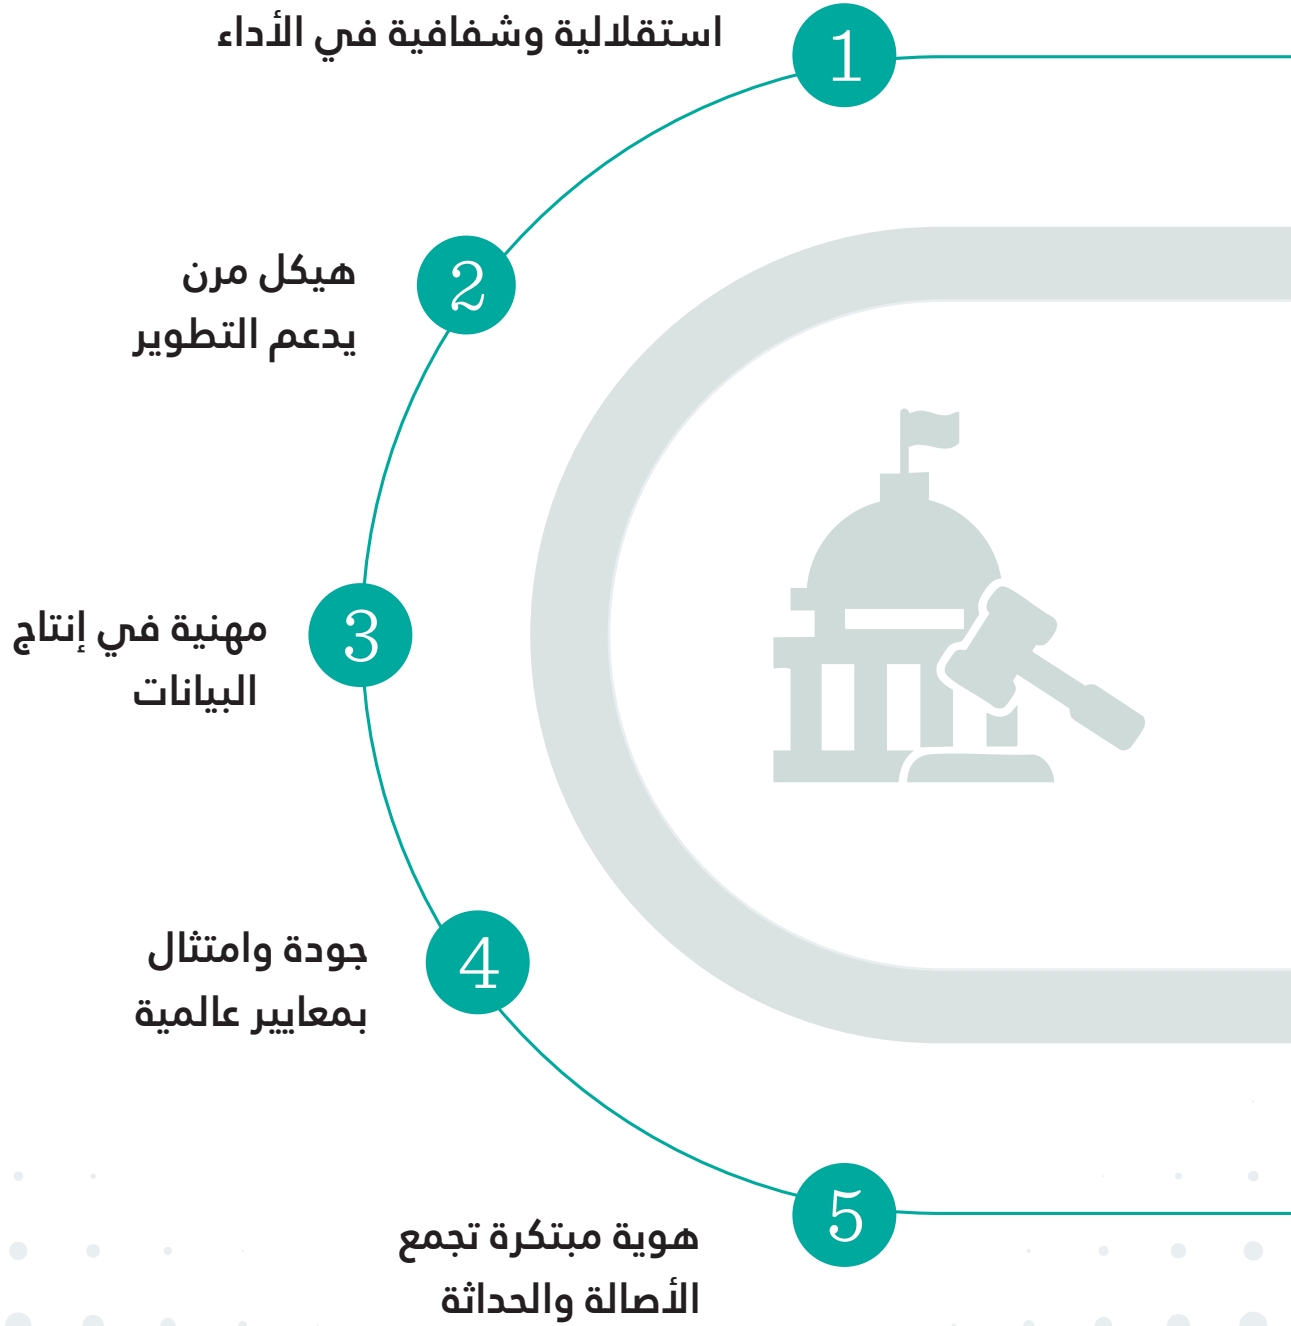 1
استقلالية وشفافية في الأداء
2
هيكل مرن
يدعم التطوير
3
مهنية في إنتاج
البيانات
4
جودة وامتثال
بمعايير عالمية
5
هوية مبتكرة تجمع
الأصالة والحداثة